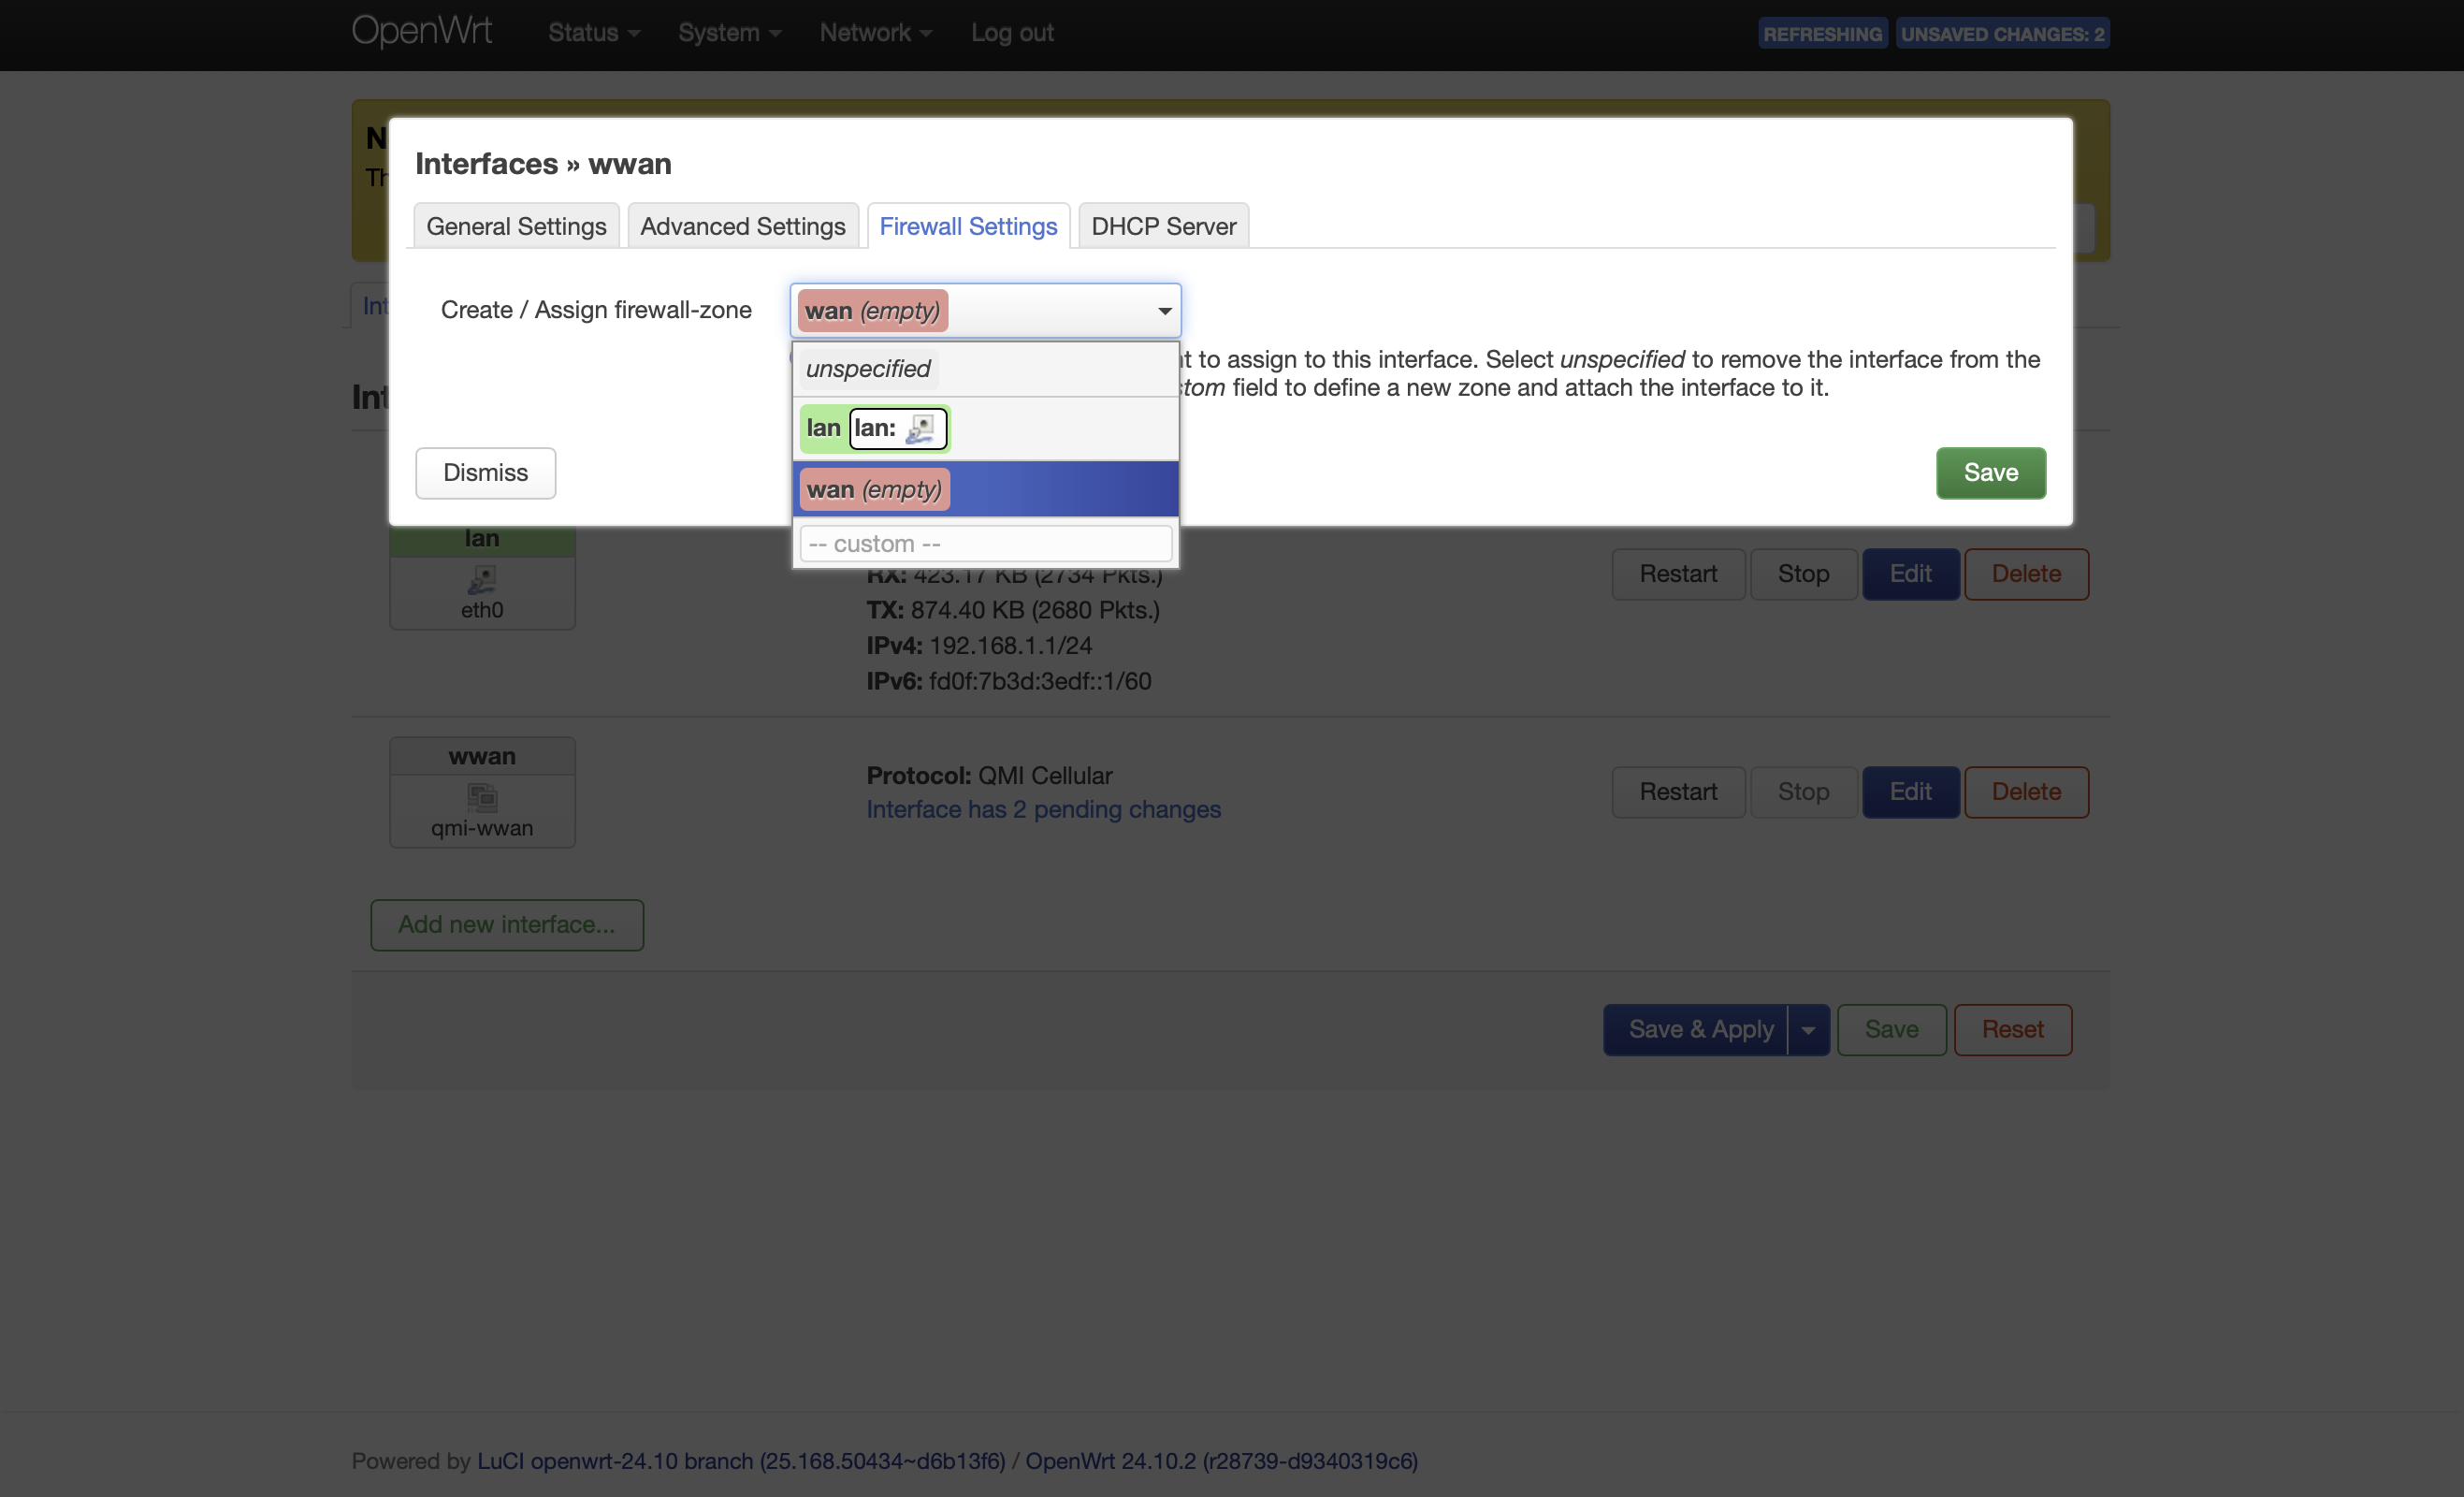 OpenWrt Status System Network Log out REFRESHING UNSAVED CHANGES: 2
Interfaces » wwan
General Settings Advanced Settings Firewall Settings DHCP Server
Create / Assign firewall-zone wan (empty)
unspecified
nt to assign to this interface. Select unspecified to remove the interface from the
tom field to define a new zone and attach the interface to it.
lan lan:
wan (empty)
-- custom --
Dismiss Save
lan
eth0
RX: 423.17 KB (2734 Pkts.)
TX: 874.40 KB (2680 Pkts.)
IPv4: 192.168.1.1/24
IPv6: fd0f:7b3d:3edf::1/60
Restart Stop Edit Delete
wwan
qmi-wwan
Protocol: QMI Cellular
Interface has 2 pending changes
Restart Stop Edit Delete
Add new interface...
Save & Apply Save Reset
Powered by LuCI openwrt-24.10 branch (25.168.50434~d6b13f6) / OpenWrt 24.10.2 (r28739-d9340319c6)